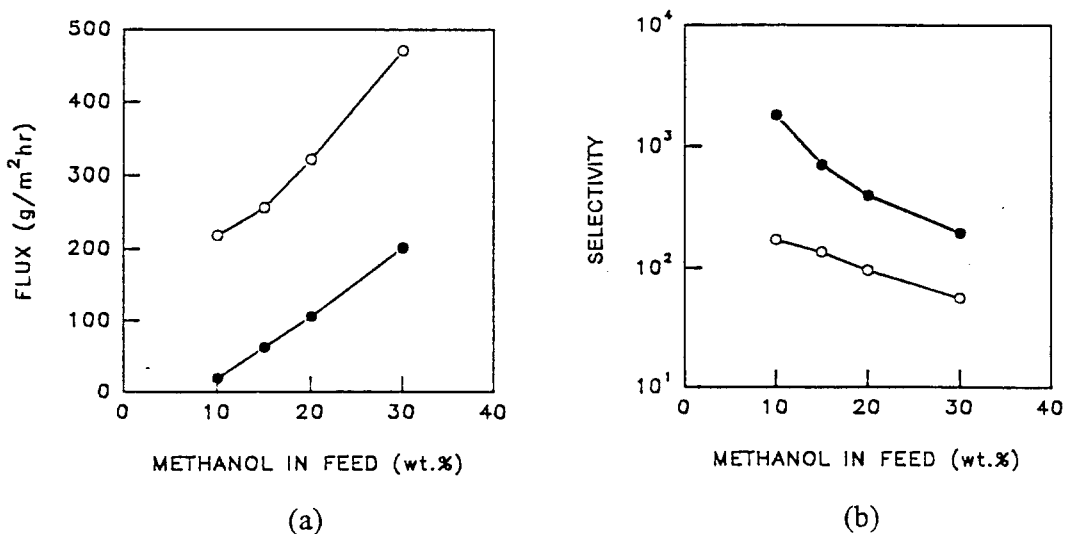 500
400
300
200
100
0
FLUX (g/m²hr)
0 10 20 30 40
METHANOL IN FEED (wt.%)
(a)
10⁴
10³
10²
10¹
SELECTIVITY
0 10 20 30 40
METHANOL IN FEED (wt.%)
(b)